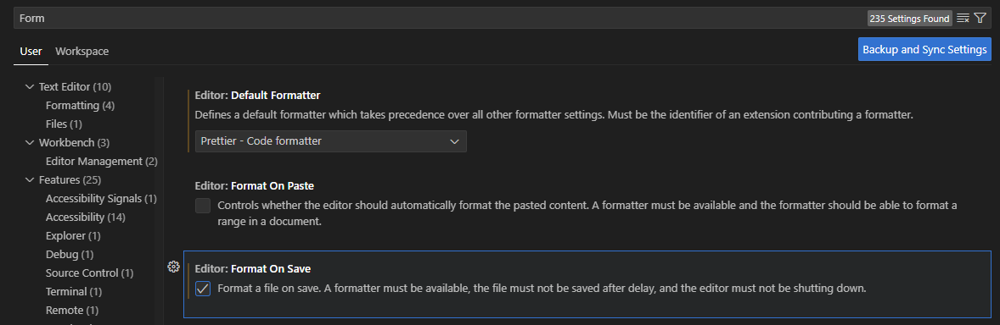 Form
235 Settings Found
User
Workspace
Backup and Sync Settings
Text Editor (10)
Formatting (4)
Files (1)
Workbench (3)
Editor Management (2)
Features (25)
Accessibility Signals (1)
Accessibility (14)
Explorer (1)
Debug (1)
Source Control (1)
Terminal (1)
Remote (1)
Editor: Default Formatter
Defines a default formatter which takes precedence over all other formatter settings. Must be the identifier of an extension contributing a formatter.
Prettier - Code formatter
Editor: Format On Paste
Controls whether the editor should automatically format the pasted content. A formatter must be available and the formatter should be able to format a
range in a document.
Editor: Format On Save
Format a file on save. A formatter must be available, the file must not be saved after delay, and the editor must not be shutting down.